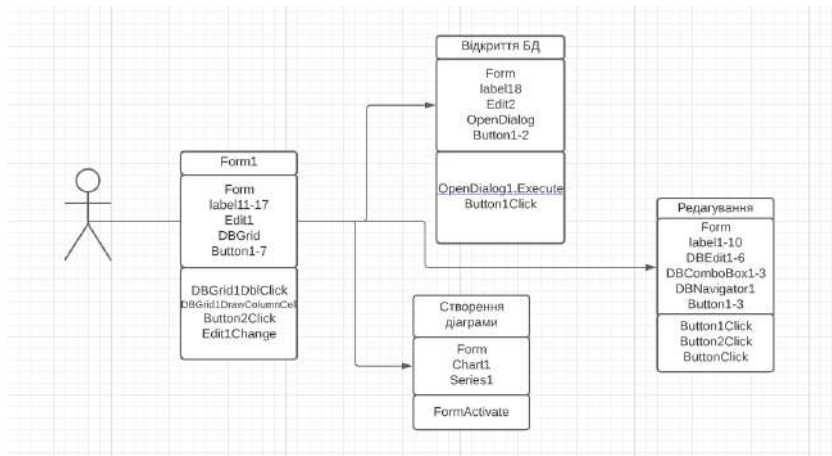 Відкриття БД
Form
label18
Edit2
OpenDialog
Button1-2
OpenDialog1.Execute
Button1Click
Form1
Form
label11-17
Edit1
DBGrid
Button1-7
DBGrid1DblClick
DBGrid1DrawColumnCell
Button2Click
Edit1Change
Редагування
Form
label1-10
DBEdit1-6
DBComboBox1-3
DBNavigator1
Button1-3
Button1Click
Button2Click
ButtonClick
Створення
діаграми
Form
Chart1
Series1
FormActivate